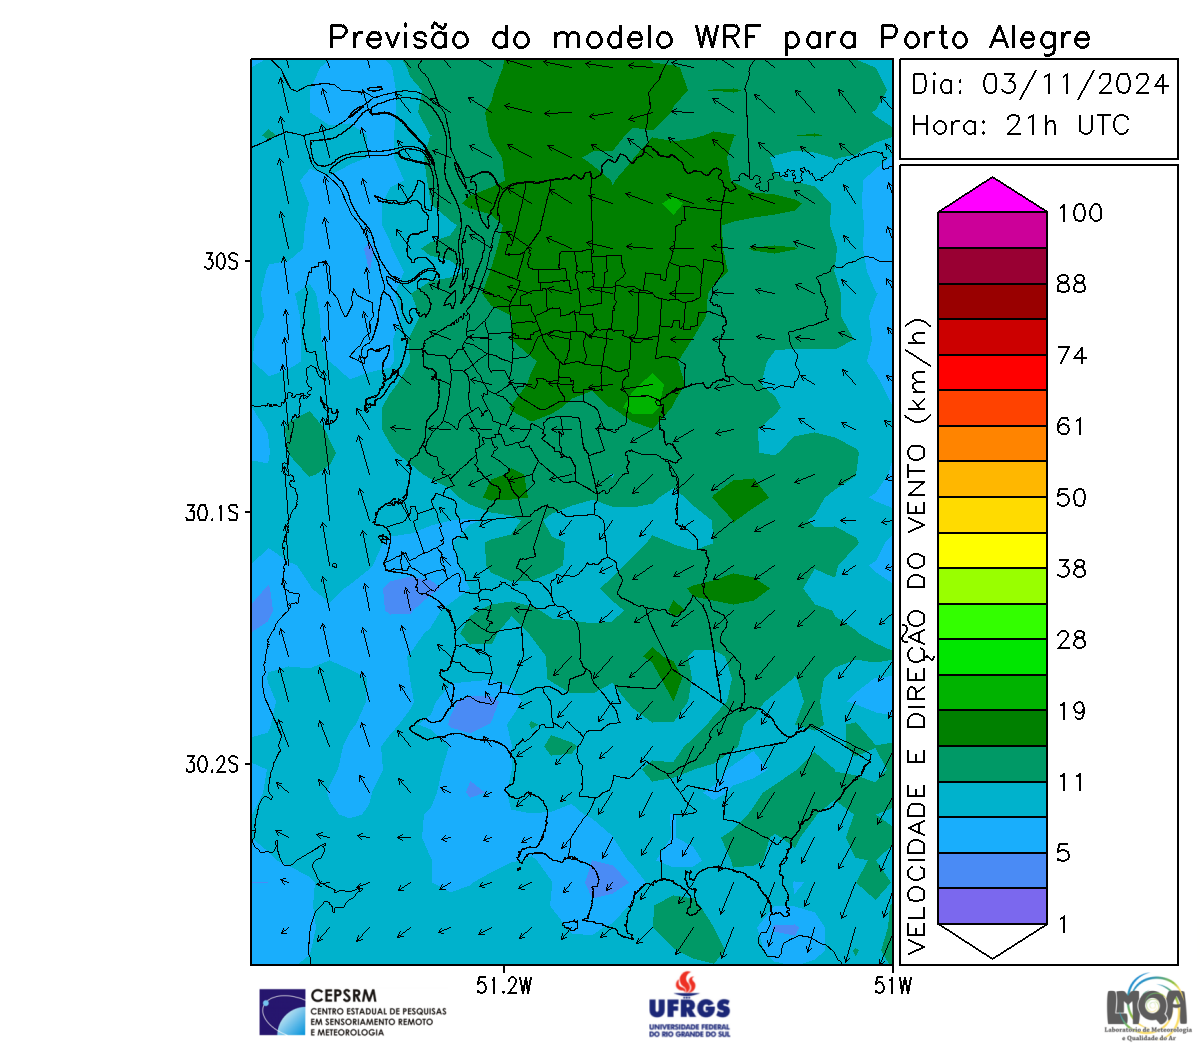 Previsão do modelo WRF para Porto Alegre
Dia: 03/11/2024
Hora: 21h UTC
30S
30.1S
30.2S
51.2W
51W
VELOCIDADE E DIREÇÃO DO VENTO (km/h)
100
88
74
61
50
38
28
19
11
5
1
CEPSRM
CENTRO ESTADUAL DE PESQUISAS
EM SENSORIAMENTO REMOTO
E METEOROLOGIA
UFRGS
UNIVERSIDADE FEDERAL
DO RIO GRANDE DO SUL
LMQA
Laboratório de Meteorologia
e Qualidade do Ar